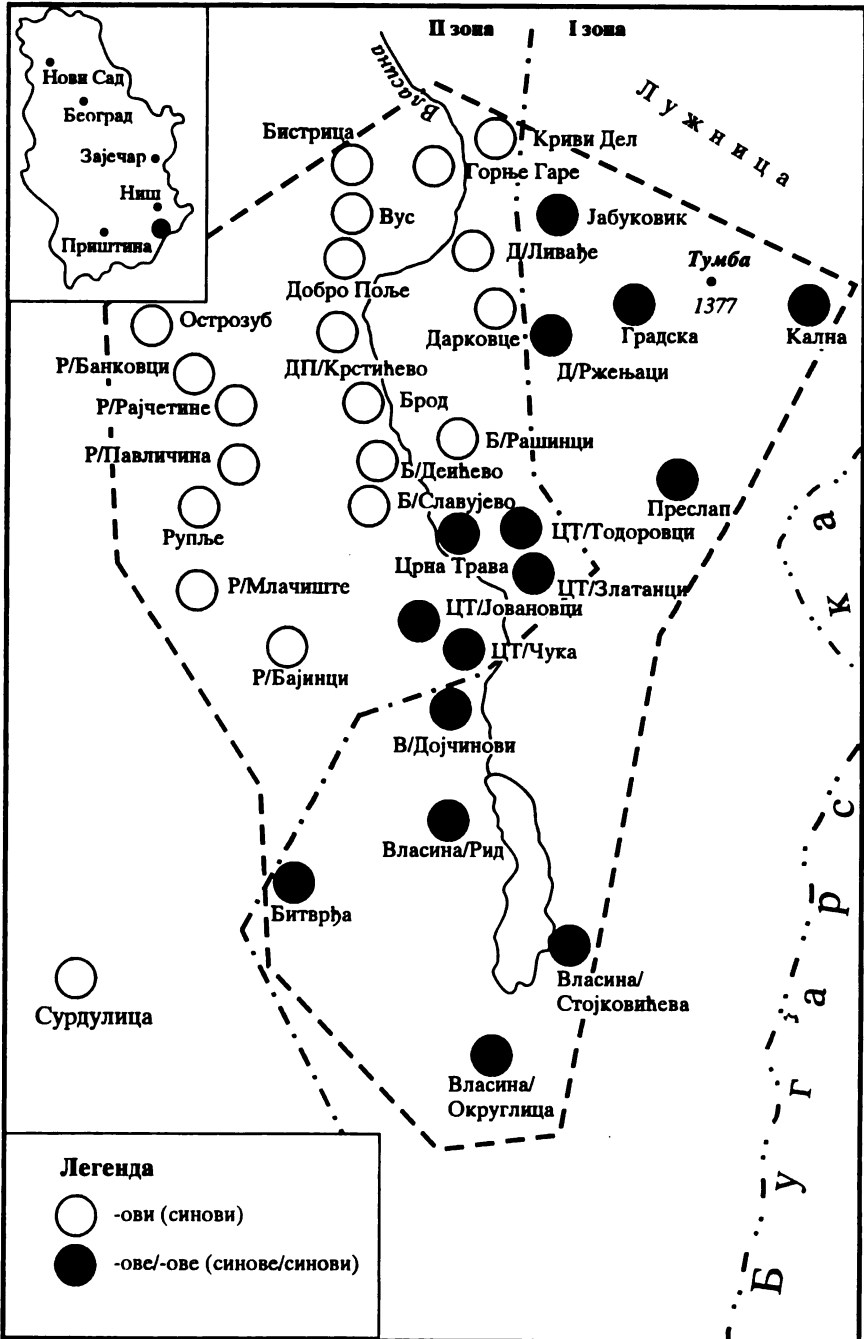 II зона
I зона
Нови Сад
Београд
Зајечар
Ниш
Приштина
Власина
Лужница
Бистрица
Криви Дел
Горње Гаре
Вус
Јабуковик
Д/Ливађе
Тумба
1377
Добро Поље
Острозуб
Дарковце
Градска
Кална
Р/Банковци
ДП/Крстићево
Д/Ржењаци
Р/Рајчетине
Брод
Б/Рашинци
Р/Павличина
Б/Деићево
Преслап
Б/Славујево
Рупље
ЦТ/Тодоровци
Црна Трава
ЦТ/Златанци
Р/Млачиште
ЦТ/Јовановци
ЦТ/Чука
Р/Бајинци
В/Дојчинови
Власина/Рид
Битврђа
Сурдулица
Власина/
Стојковићева
Власина/
Округлица
Бугарска
Легенда
-ови (синови)
-ове/-ове (синове/синови)